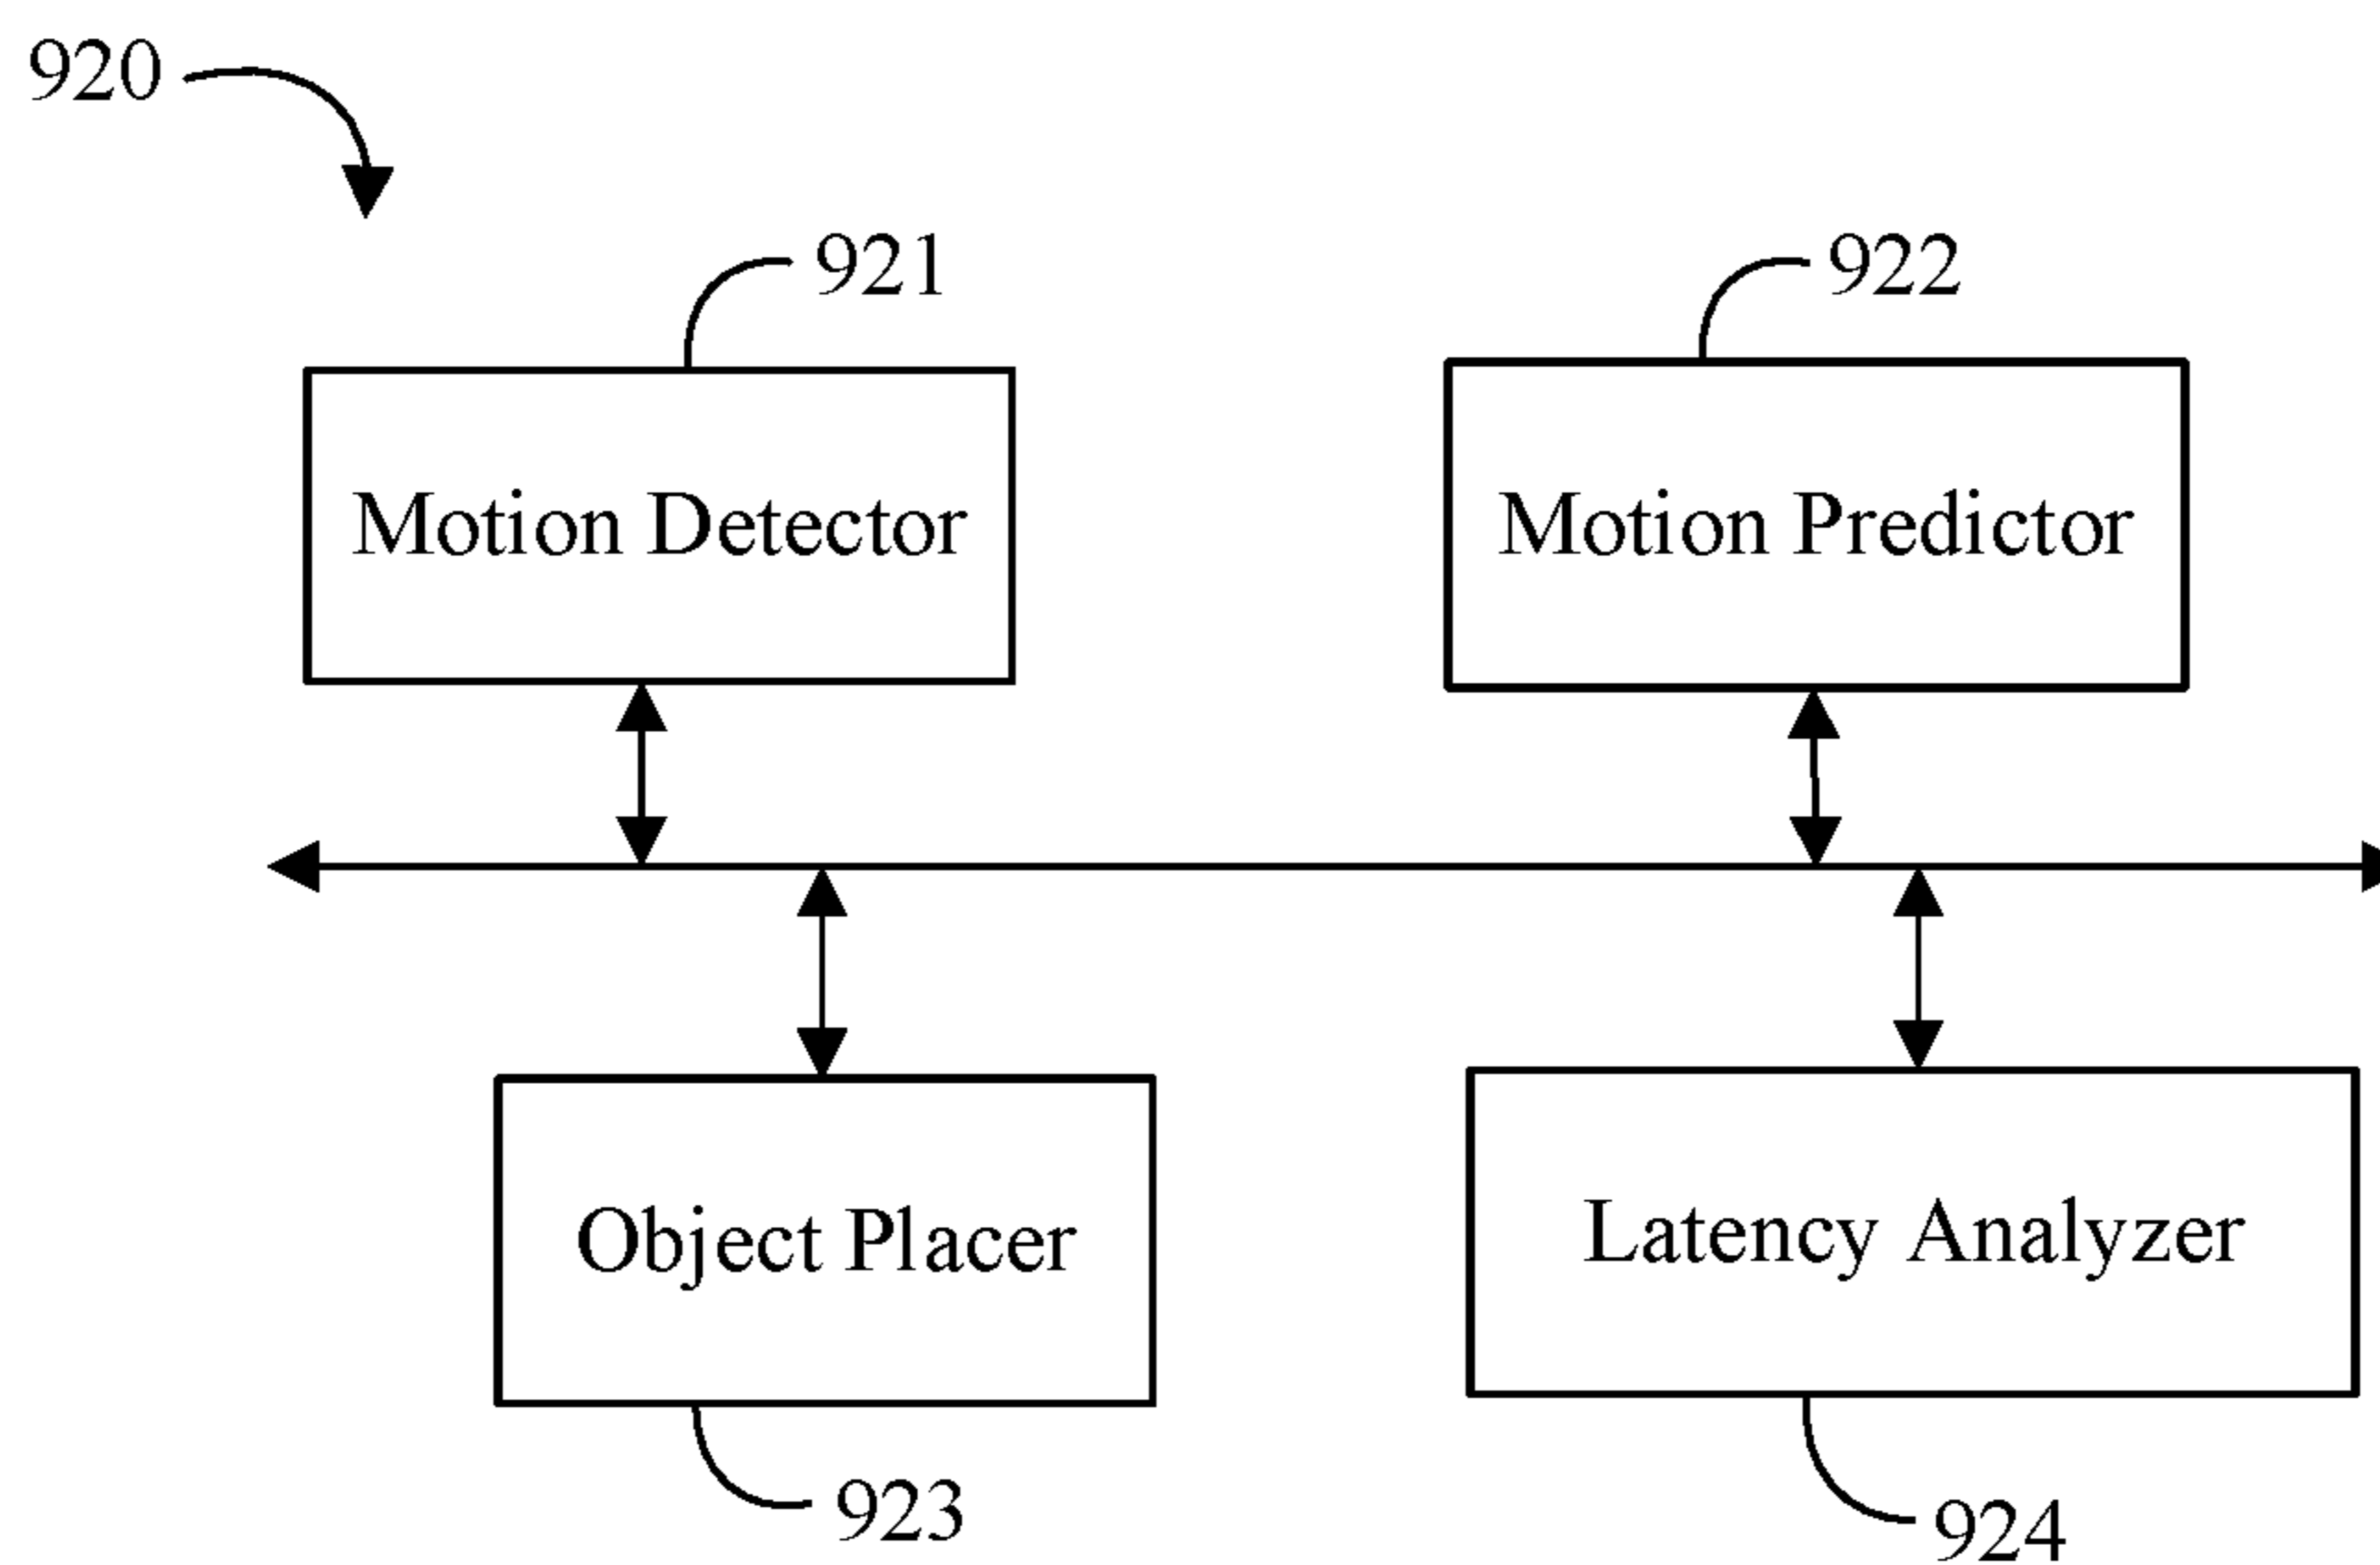 920
921
922
Motion Detector
Motion Predictor
Object Placer
Latency Analyzer
923
924